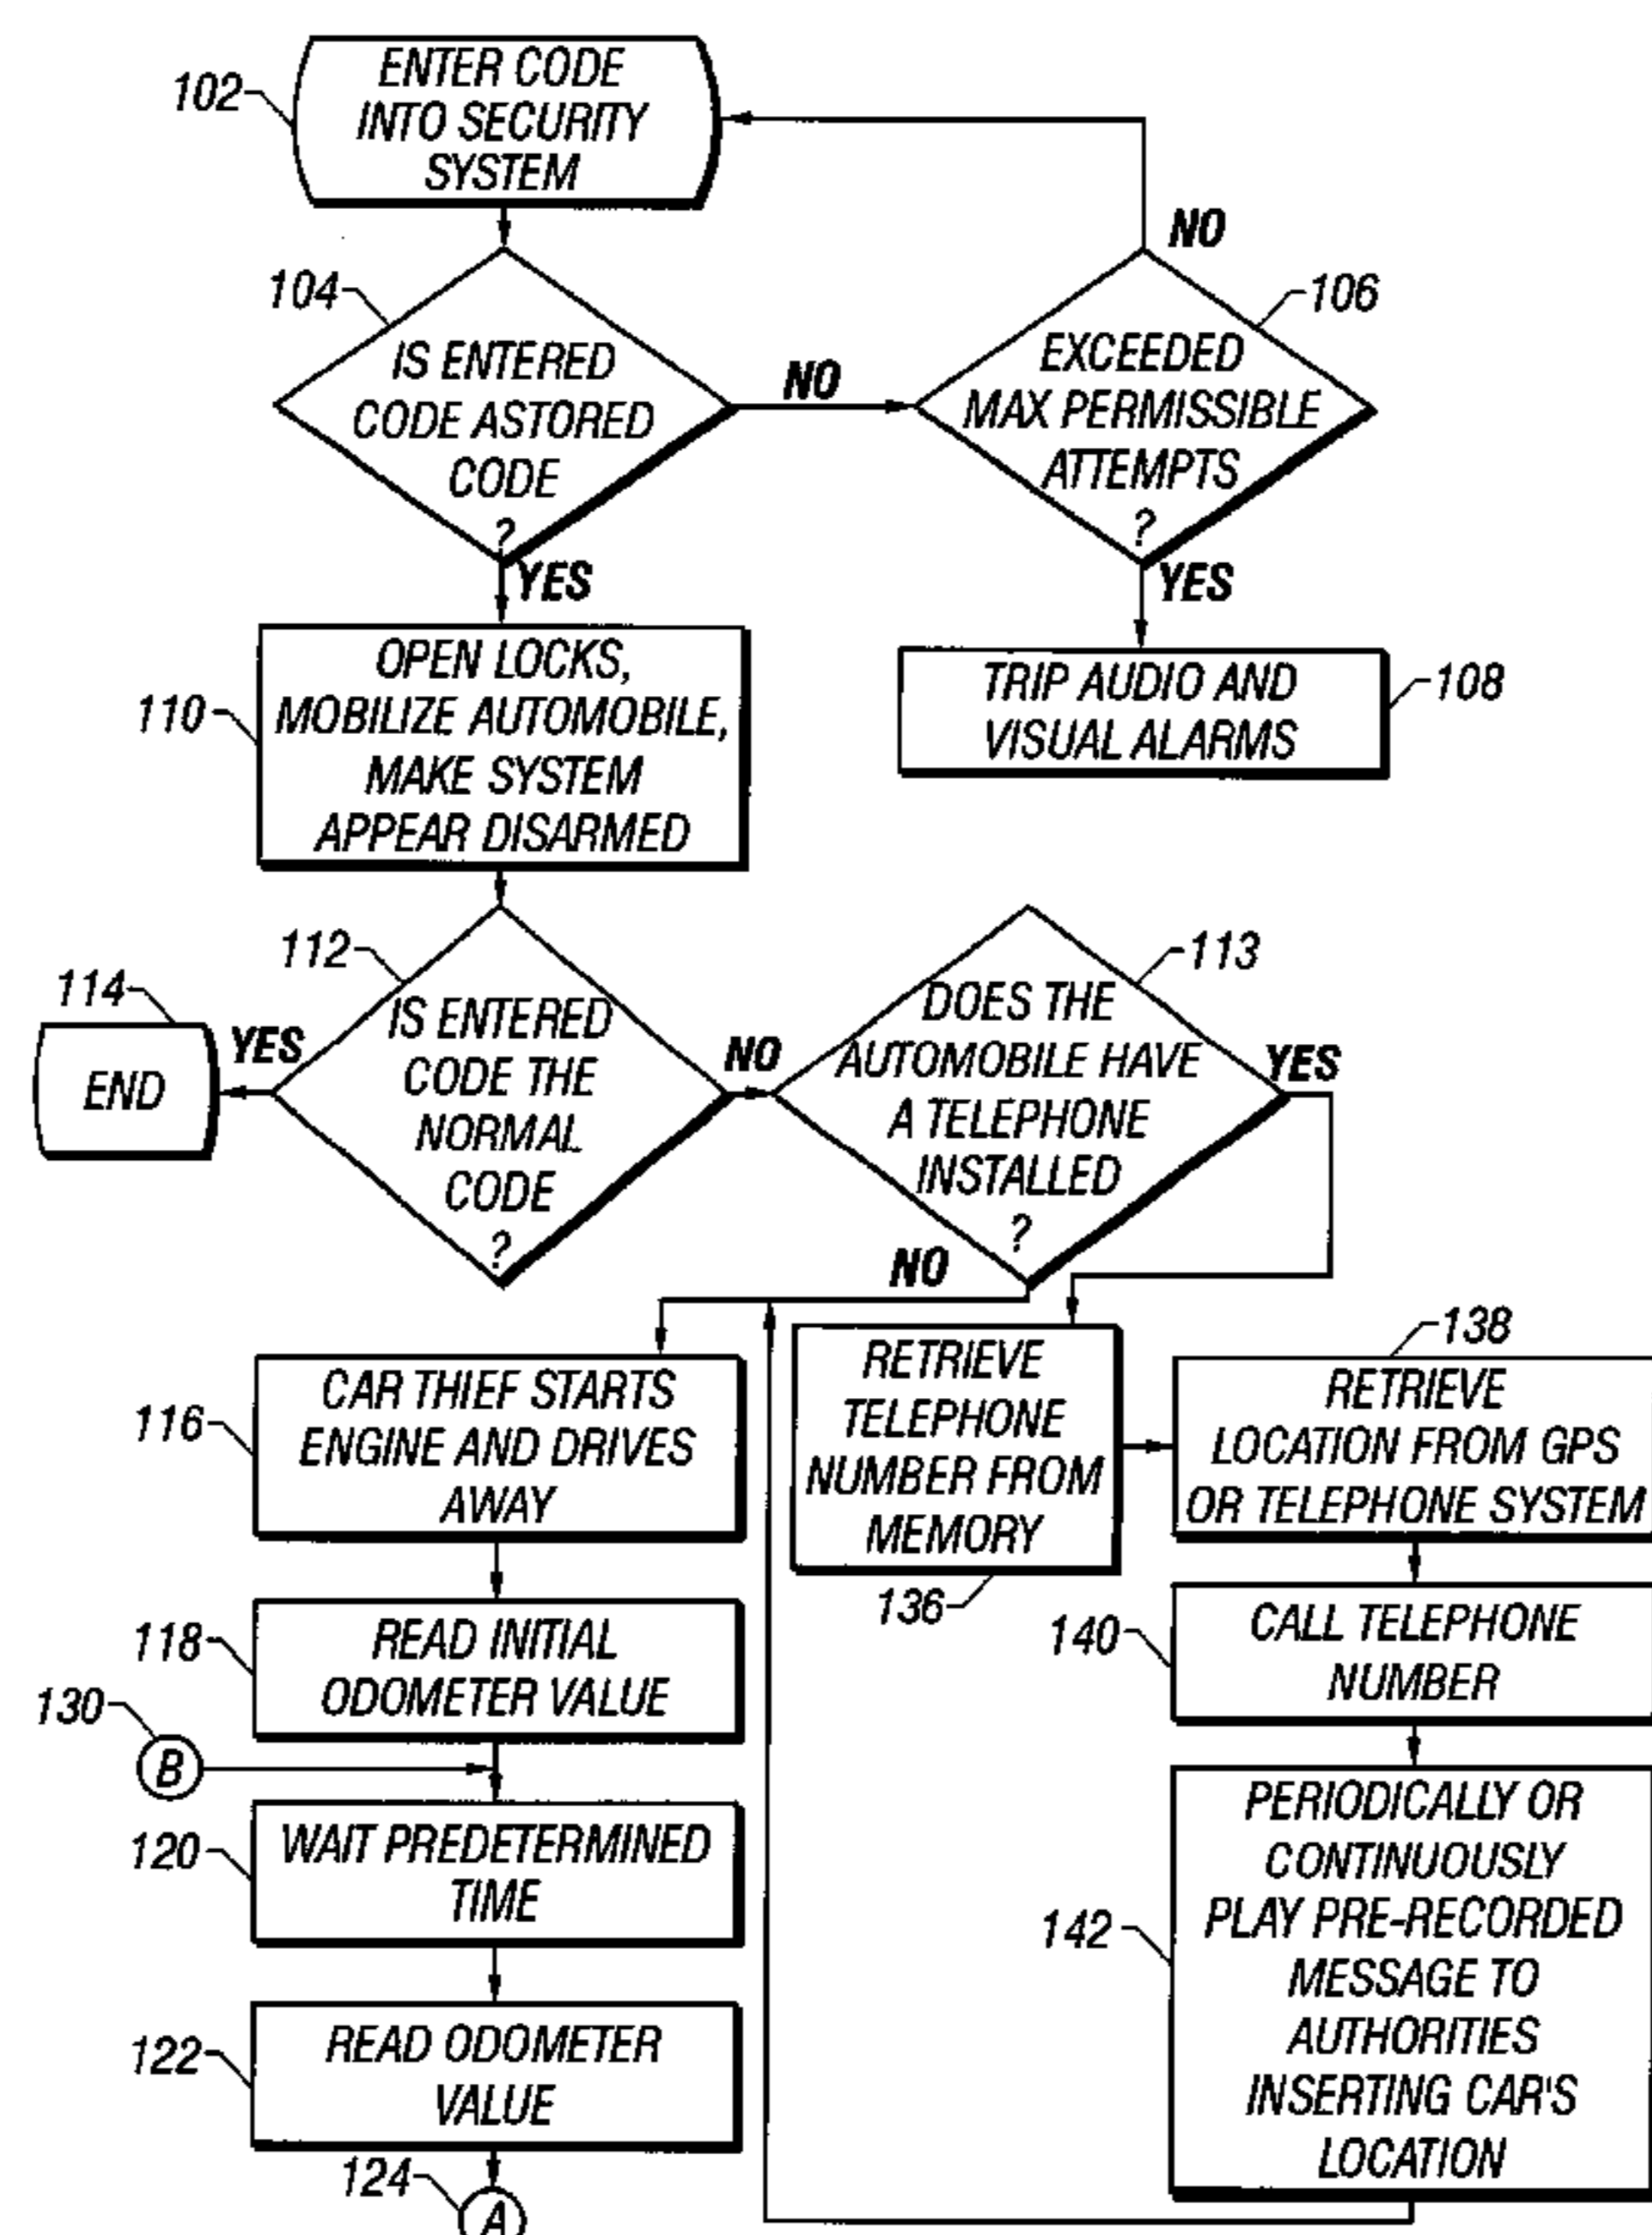 102
ENTER CODE
INTO SECURITY
SYSTEM
NO
104
IS ENTERED
CODE ASTORED
CODE
?
NO
106
EXCEEDED
MAX PERMISSIBLE
ATTEMPTS
?
YES
YES
110
OPEN LOCKS,
MOBILIZE AUTOMOBILE,
MAKE SYSTEM
APPEAR DISARMED
TRIP AUDIO AND
VISUAL ALARMS
108
112
IS ENTERED
CODE THE
NORMAL
CODE
?
114
YES
END
NO
113
DOES THE
AUTOMOBILE HAVE
A TELEPHONE
INSTALLED
?
YES
NO
116
CAR THIEF STARTS
ENGINE AND DRIVES
AWAY
RETRIEVE
TELEPHONE
NUMBER FROM
MEMORY
136
138
RETRIEVE
LOCATION FROM GPS
OR TELEPHONE SYSTEM
118
READ INITIAL
ODOMETER VALUE
140
CALL TELEPHONE
NUMBER
130
B
120
WAIT PREDETERMINED
TIME
142
PERIODICALLY OR
CONTINUOUSLY
PLAY PRE-RECORDED
MESSAGE TO
AUTHORITIES
INSERTING CAR'S
LOCATION
122
READ ODOMETER
VALUE
124
A